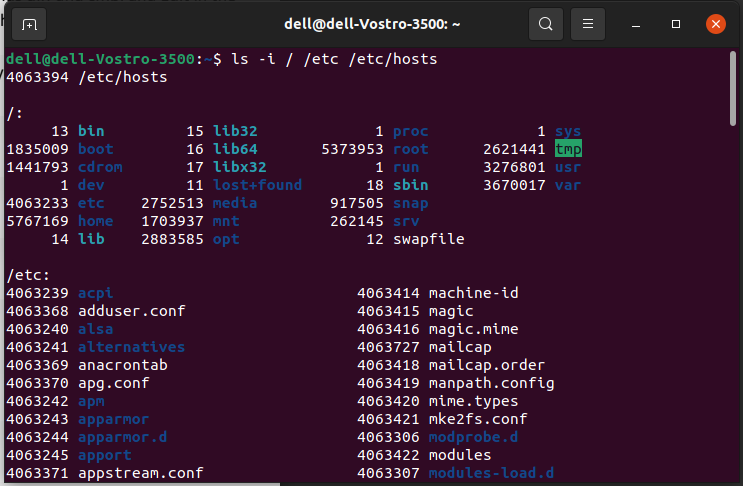 dell@dell-Vostro-3500: ~
dell@dell-Vostro-3500:~$ ls -i / /etc /etc/hosts
4063394 /etc/hosts
/:
13 bin 15 lib32 1 proc 1 sys
1835009 boot 16 lib64 5373953 root 2621441 tmp
1441793 cdrom 17 libx32 1 run 3276801 usr
1 dev 11 lost+found 18 sbin 3670017 var
4063233 etc 2752513 media 917505 snap
5767169 home 1703937 mnt 262145 srv
14 lib 2883585 opt 12 swapfile
/etc:
4063239 acpi 4063414 machine-id
4063368 adduser.conf 4063415 magic
4063240 alsa 4063416 magic.mime
4063241 alternatives 4063727 mailcap
4063369 anacrontab 4063418 mailcap.order
4063370 apg.conf 4063419 manpath.config
4063242 apm 4063420 mime.types
4063243 apparmor 4063421 mke2fs.conf
4063244 apparmor.d 4063306 modprobe.d
4063245 apport 4063422 modules
4063371 appstream.conf 4063307 modules-load.d